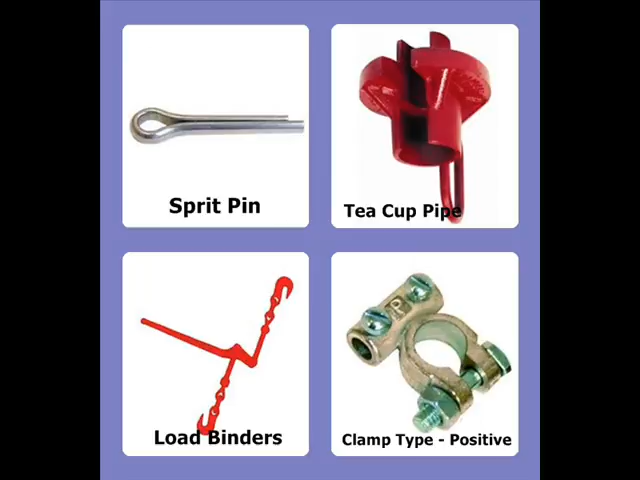 Sprit Pin
Tea Cup Pipe
Load Binders
Clamp Type - Positive